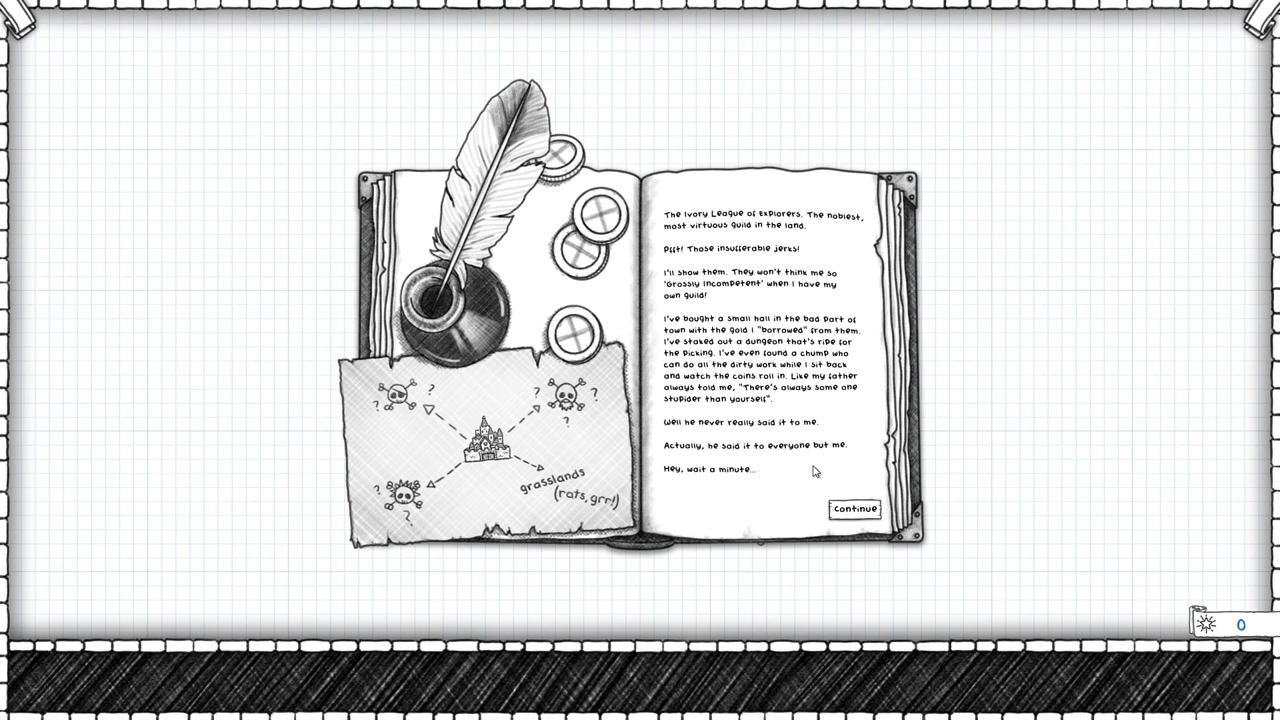 The Ivory League of Explorers. The noblest,
most virtuous guild in the land.
Pfft! Those insufferable jerks!
I'll show them. They won't think me so
'Grossly Incompetent' when I have my
own guild!
I've bought a small hall in the bad part of
town with the gold I "borrowed" from them.
I've staked out a dungeon that's ripe for
the picking. I've even found a chump who
can do all the dirty work while I sit back
and watch the coins roll in. Like my father
always told me, "There's always some one
stupider than yourself".
Well he never really said it to me.
Actually, he said it to everyone but me.
Hey, wait a minute...
Continue
? ? ? ?
?
grasslands
(rats, grr!)
?
?
0